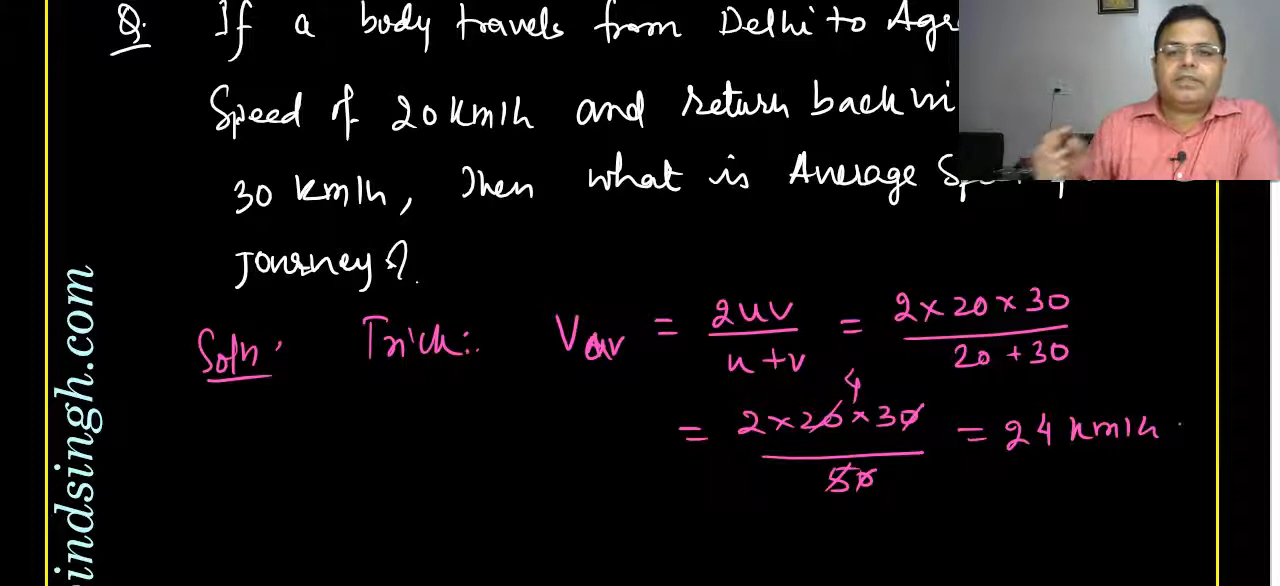 Q. If a body travels from Delhi to Agr
Speed of 20 km/h and return back
30 km/h, Then what is Average
Journey?
Soln: Trick:. Vav = 2uv / u+v = 2×20×30 / 20+30
4
= 2×20×30 / 50 = 24 km/h.
indsingh.com